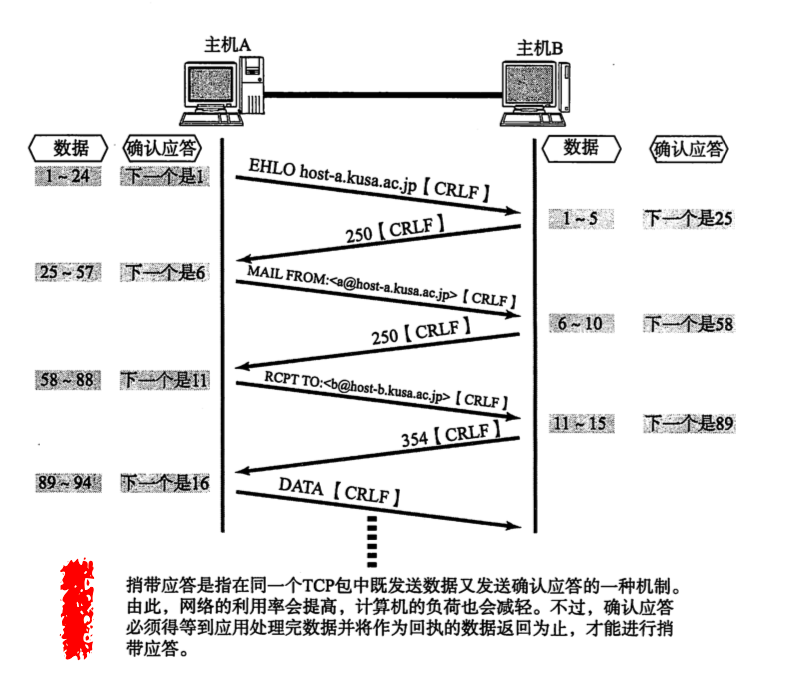 主机A
主机B
数据
确认应答
数据
确认应答
1~24
下一个是1
EHLO host-a.kusa.ac.jp【CRLF】
1~5
下一个是25
250【CRLF】
25~57
下一个是6
MAIL FROM:<a@host-a.kusa.ac.jp>【CRLF】
6~10
下一个是58
250【CRLF】
58~88
下一个是11
RCPT TO:<b@host-b.kusa.ac.jp>【CRLF】
11~15
下一个是89
354【CRLF】
89~94
下一个是16
DATA【CRLF】
捎带应答是指在同一个TCP包中既发送数据又发送确认应答的一种机制。
由此，网络的利用率会提高，计算机的负荷也会减轻。不过，确认应答
必须得等到应用处理完数据并将作为回执的数据返回为止，才能进行捎
带应答。